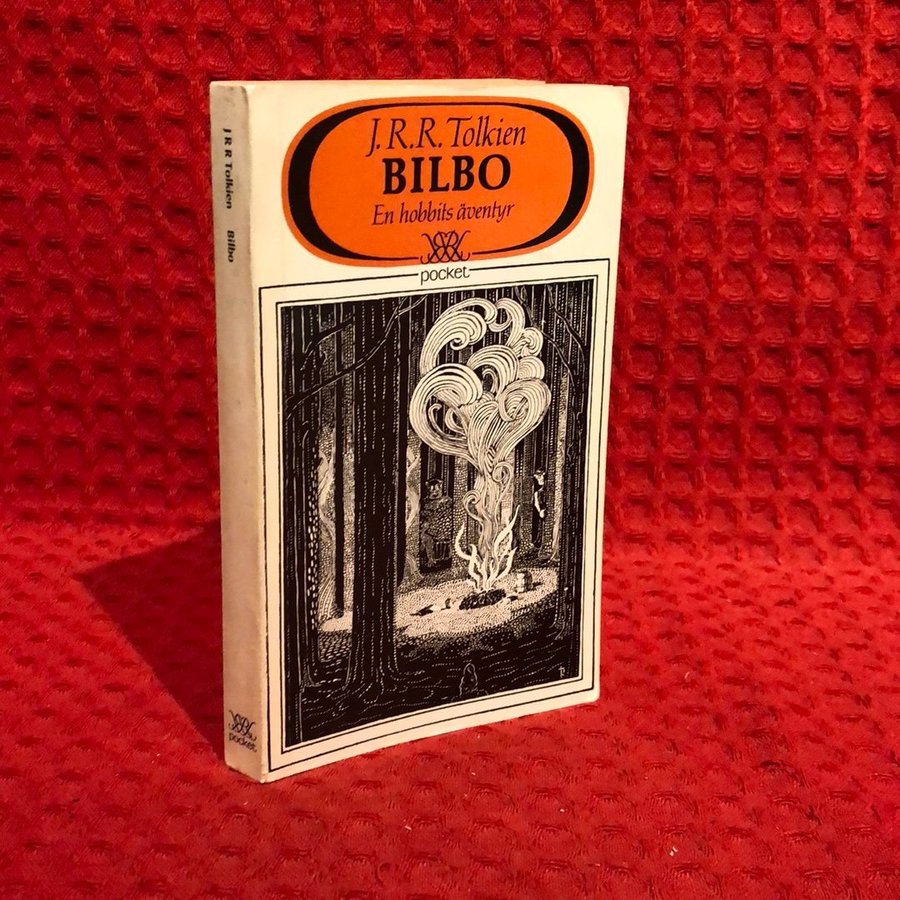 J.R.R. Tolkien
BILBO
En hobbits äventyr
pocket
J R R Tolkien Bilbo
pocket